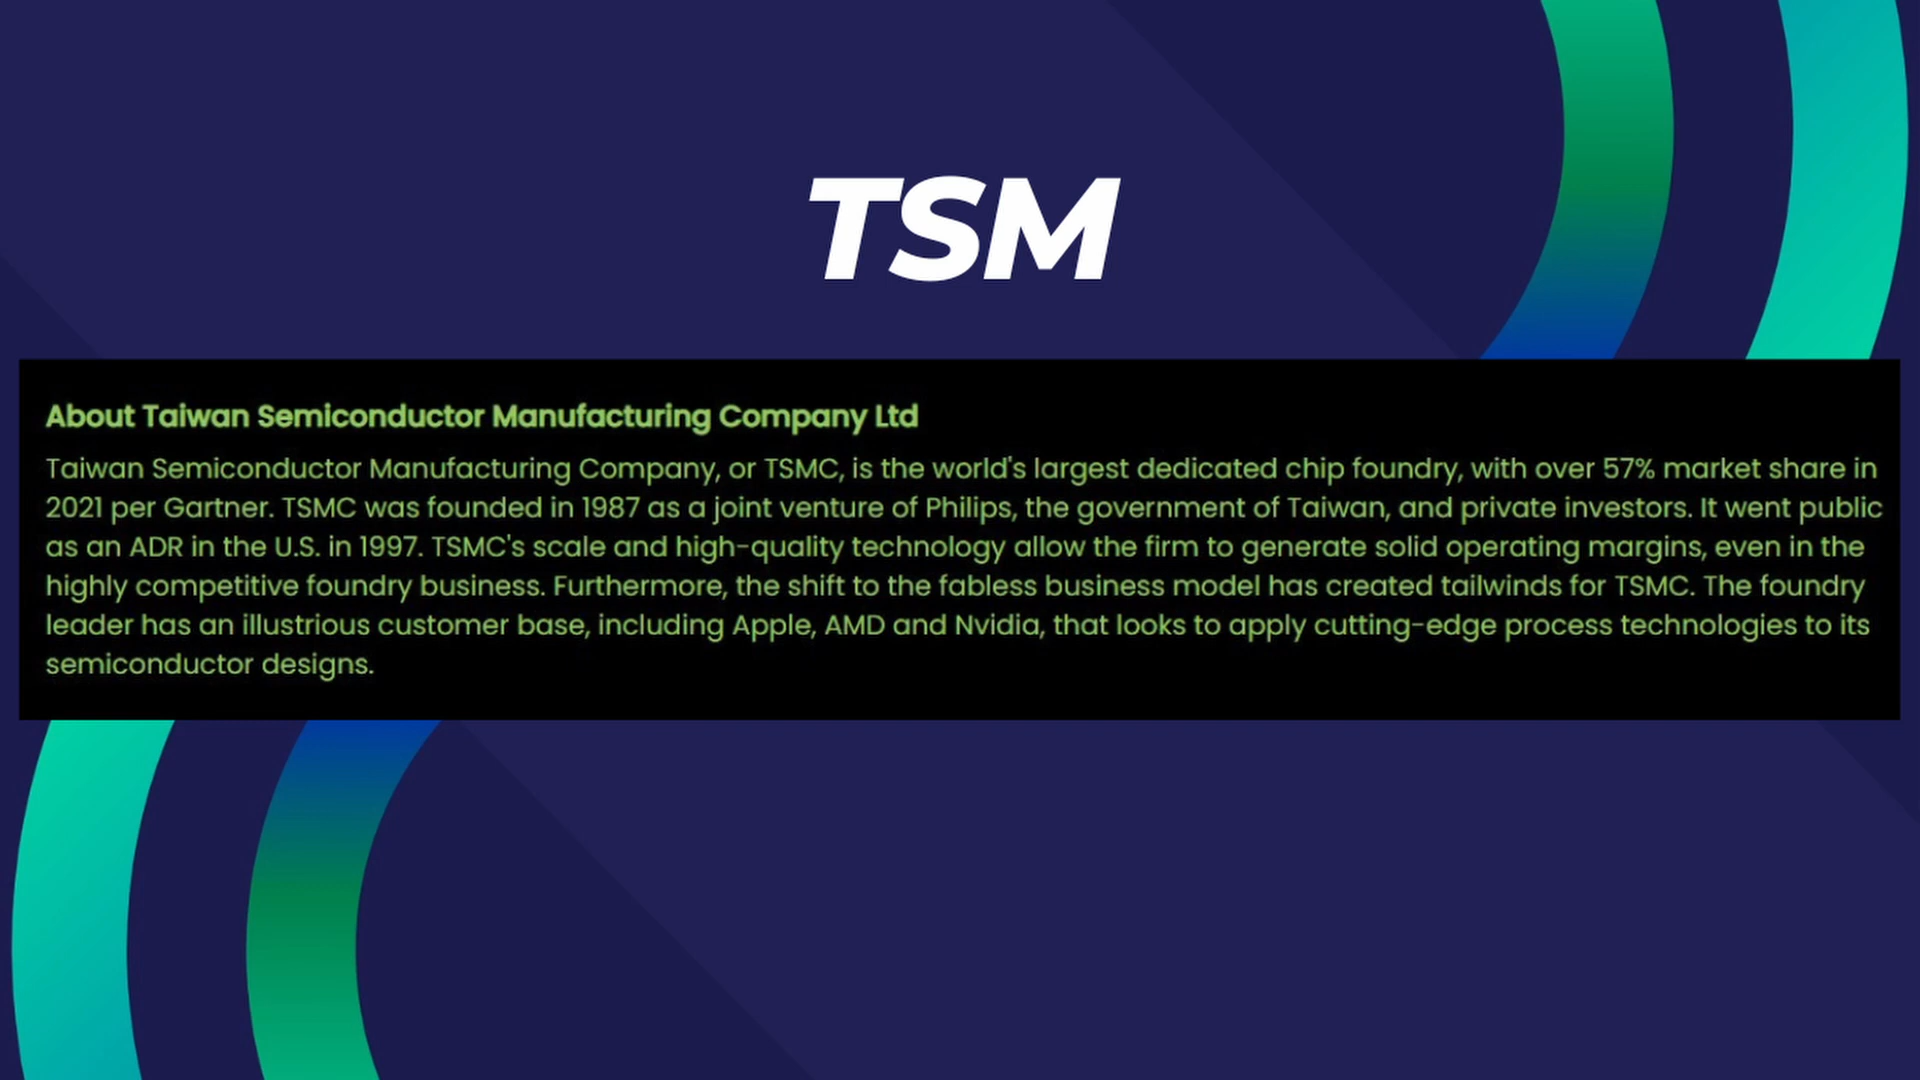 TSM
About Taiwan Semiconductor Manufacturing Company Ltd
Taiwan Semiconductor Manufacturing Company, or TSMC, is the world's largest dedicated chip foundry, with over 57% market share in
2021 per Gartner. TSMC was founded in 1987 as a joint venture of Philips, the government of Taiwan, and private investors. It went public
as an ADR in the U.S. in 1997. TSMC's scale and high-quality technology allow the firm to generate solid operating margins, even in the
highly competitive foundry business. Furthermore, the shift to the fabless business model has created tailwinds for TSMC. The foundry
leader has an illustrious customer base, including Apple, AMD and Nvidia, that looks to apply cutting-edge process technologies to its
semiconductor designs.